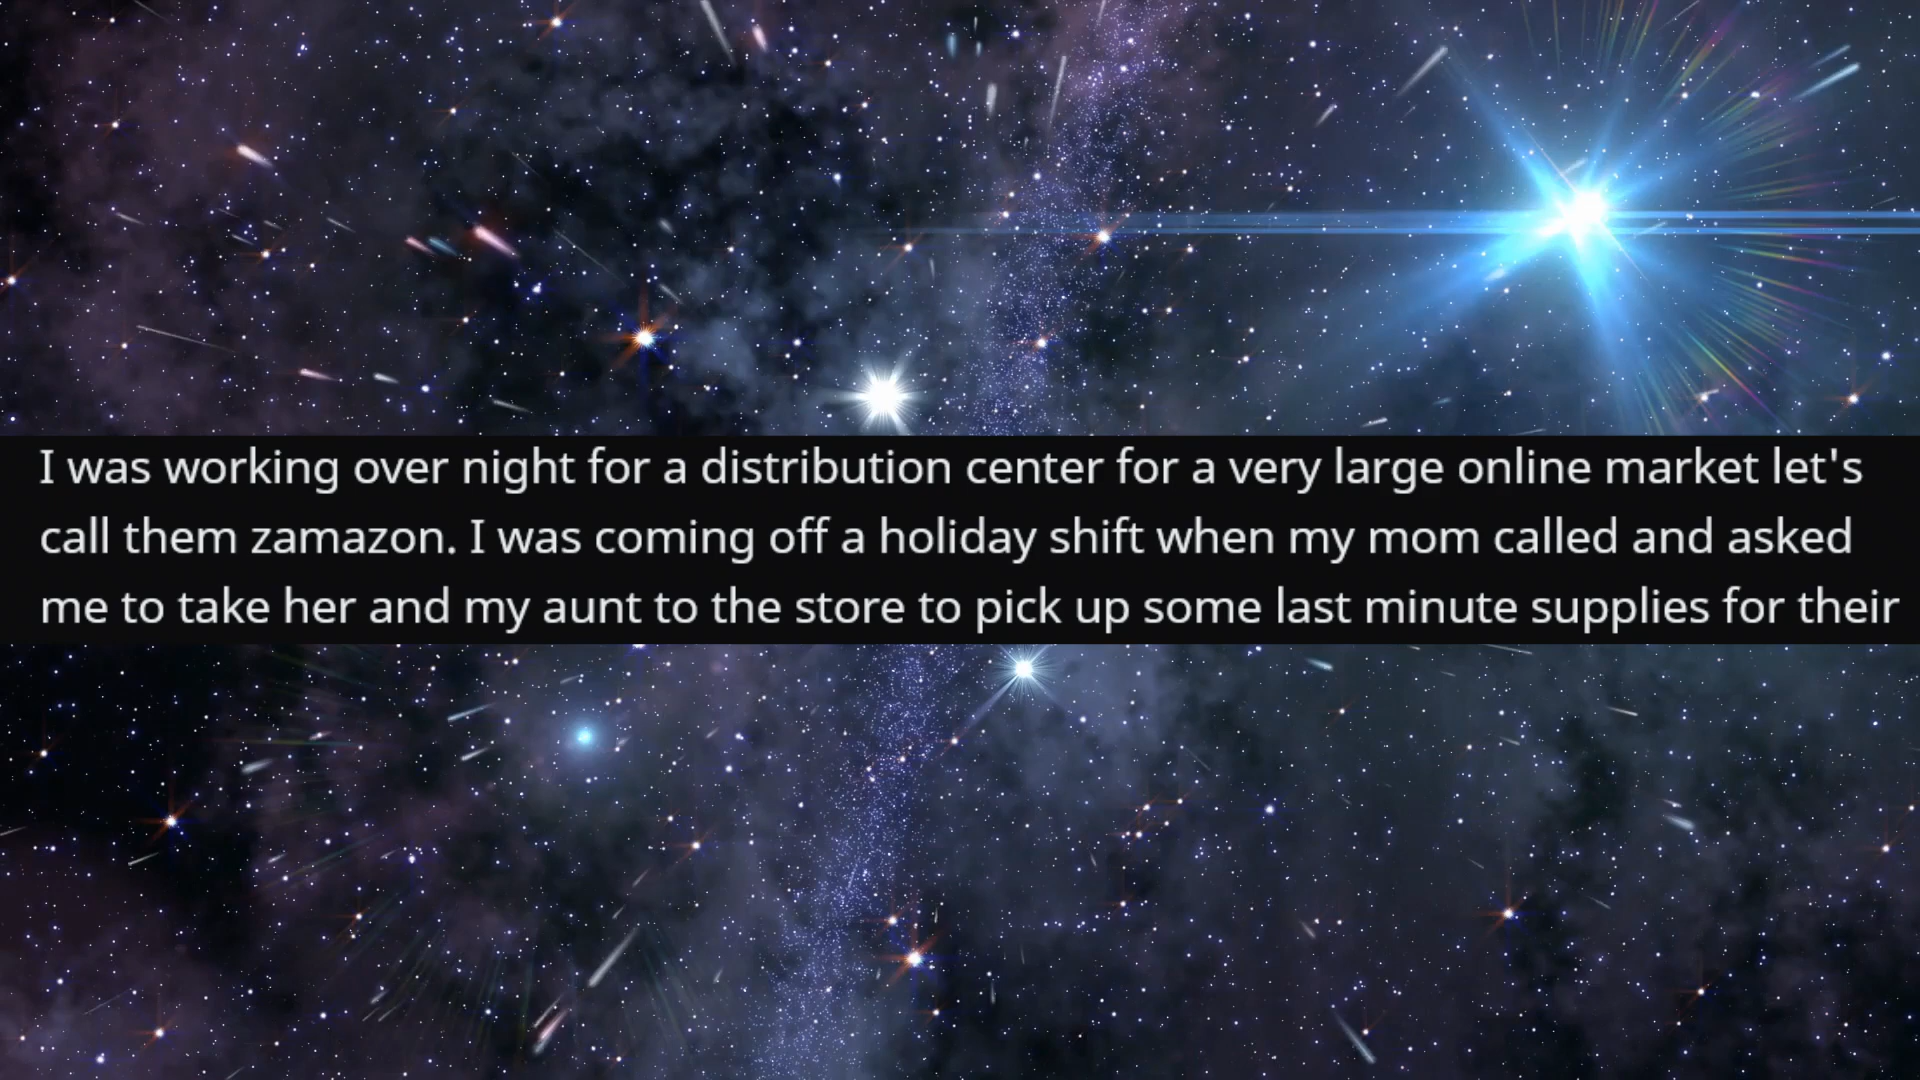 I was working over night for a distribution center for a very large online market let's
call them zamazon. I was coming off a holiday shift when my mom called and asked
me to take her and my aunt to the store to pick up some last minute supplies for their